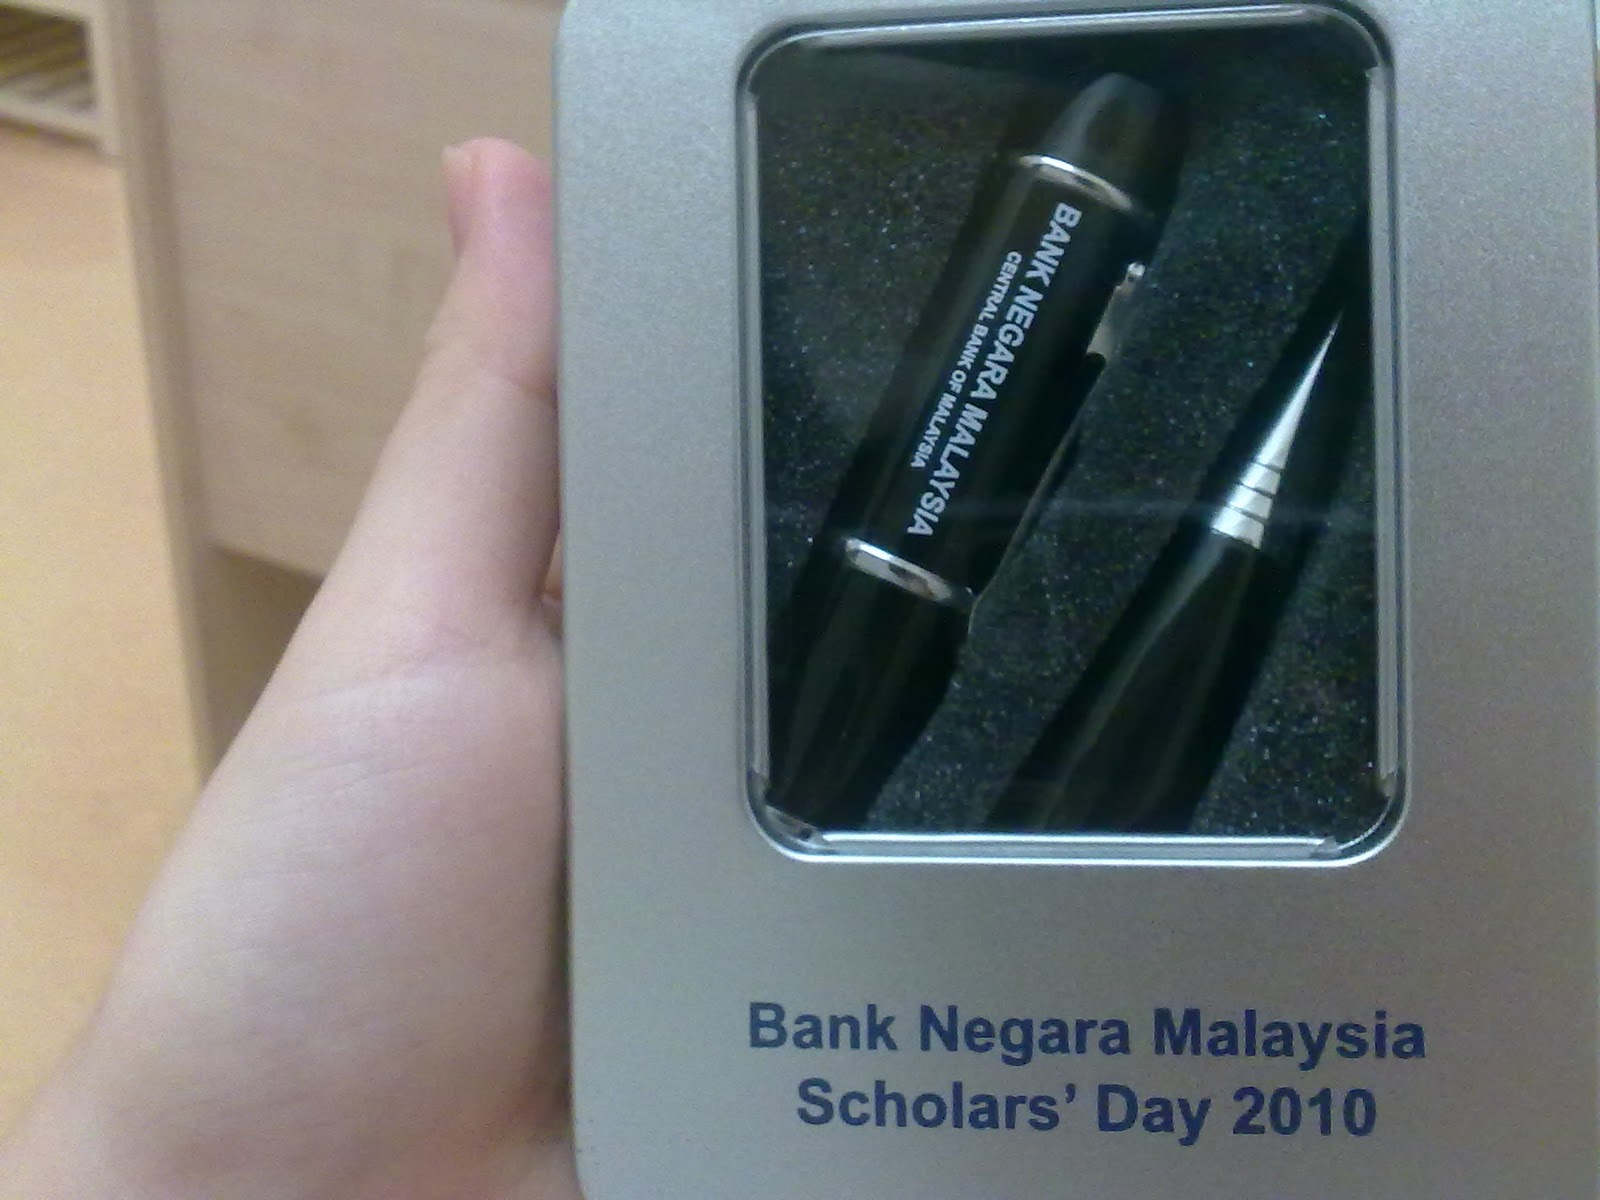 BANK NEGARA MALAYSIA
CENTRAL BANK OF MALAYSIA
Bank Negara Malaysia
Scholars’ Day 2010